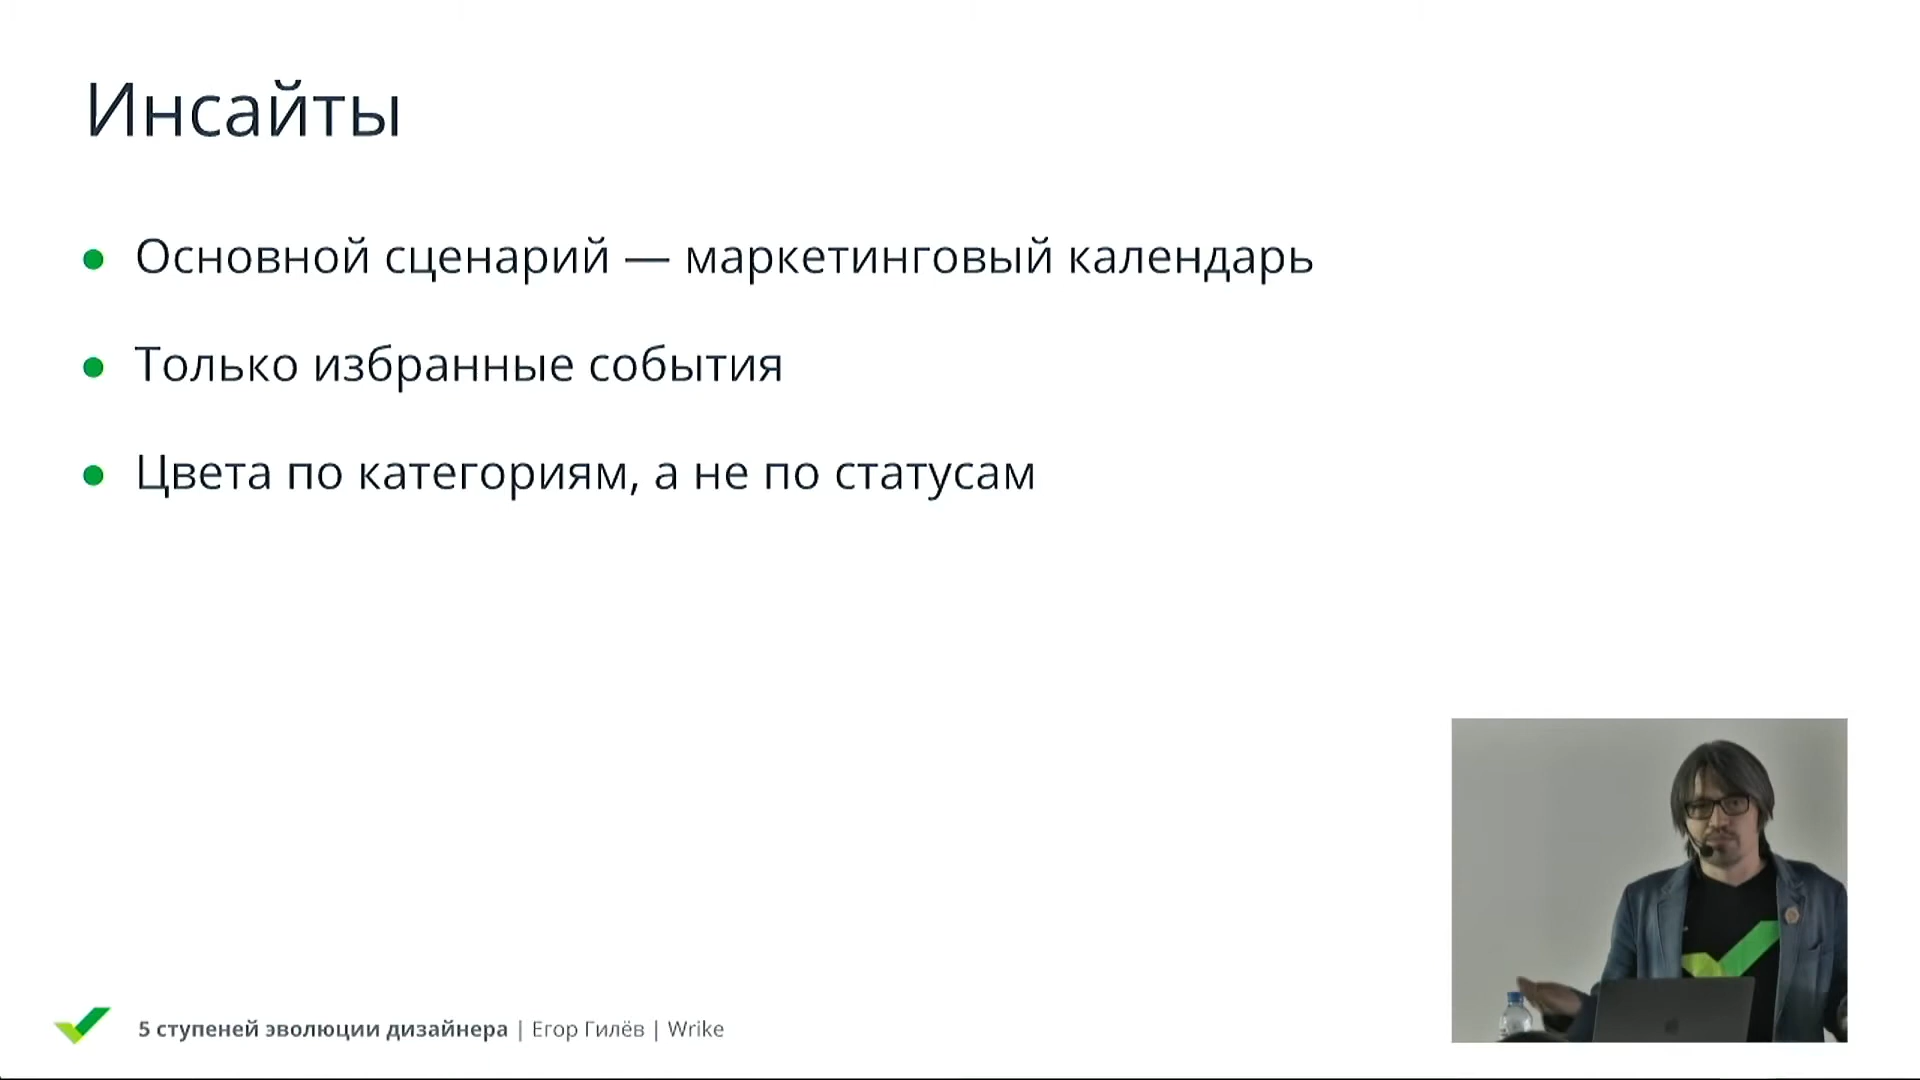 Инсайты
Основной сценарий — маркетинговый календарь
Только избранные события
Цвета по категориям, а не по статусам
5 ступеней эволюции дизайнера | Егор Гилёв | Wrike